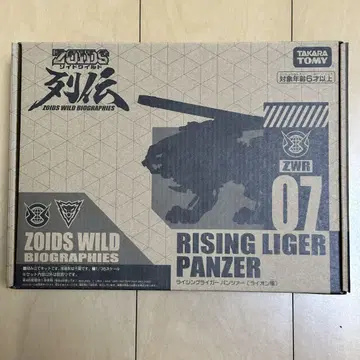 ZOIDS
ゾイドワイルド
列伝
ZOIDS WILD BIOGRAPHIES
TAKARA
TOMY
対象年齢6才以上
ZWR
07
ZOIDS WILD
BIOGRAPHIES
RISING LIGER
PANZER
ライジングライガー パンツァー（ライオン種）